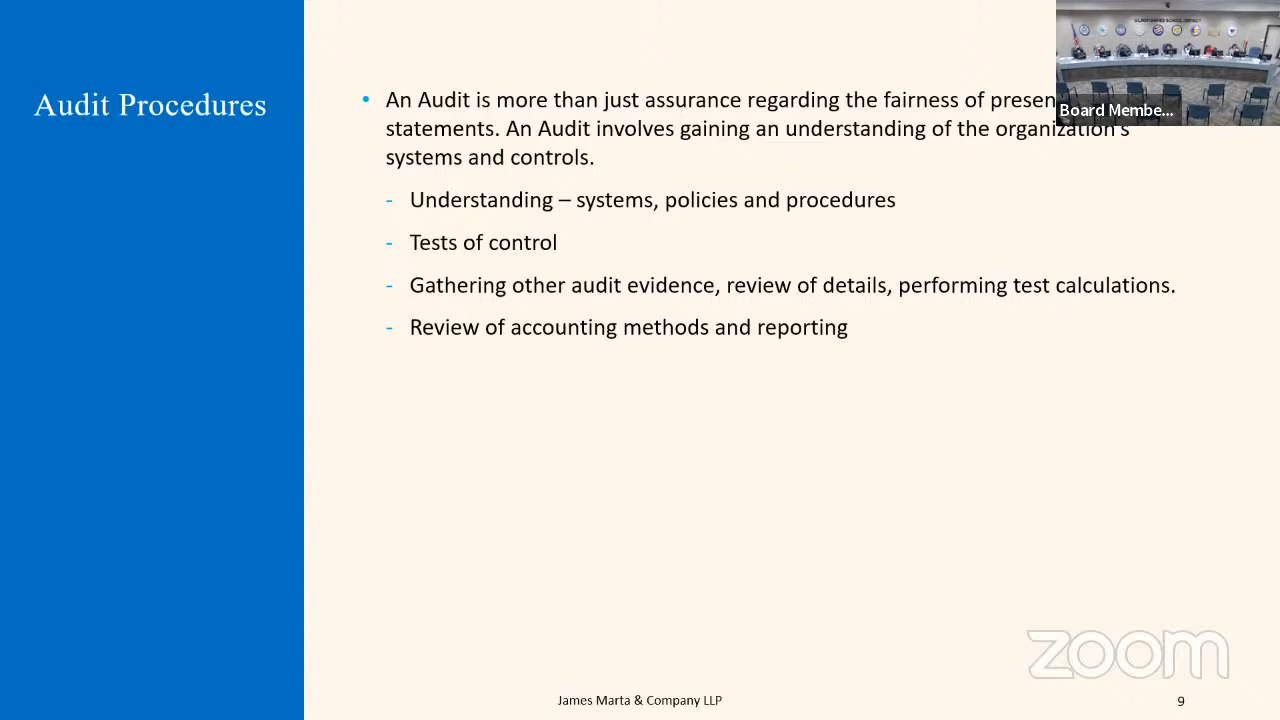 Audit Procedures
• An Audit is more than just assurance regarding the fairness of
statements. An Audit involves gaining an understanding of the organization's
systems and controls.
- Understanding – systems, policies and procedures
- Tests of control
- Gathering other audit evidence, review of details, performing test calculations.
- Review of accounting methods and reporting
UNIFIED SCHOOL DISTRICT
Board Membe...
zoom
James Marta & Company LLP
9